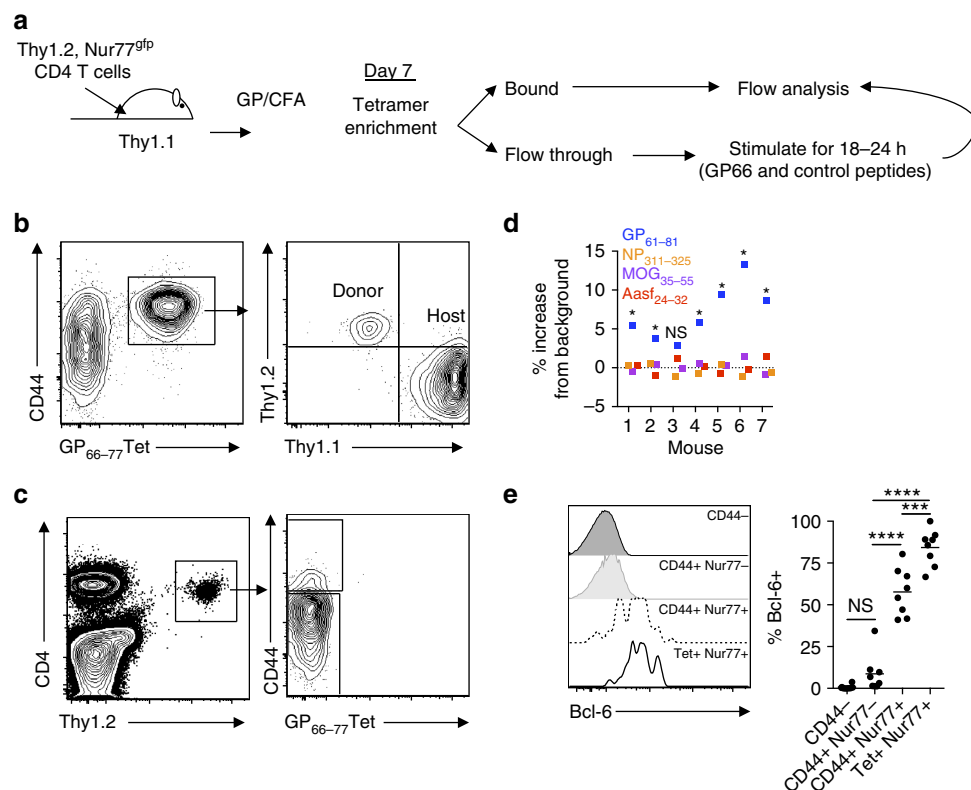 a
Thy1.2, Nur77gfp
CD4 T cells
Thy1.1
GP/CFA
Day 7
Tetramer
enrichment
Bound
Flow through
Flow analysis
Stimulate for 18–24 h
(GP66 and control peptides)
b
CD44
GP66–77Tet
Donor
Host
Thy1.2
Thy1.1
d
GP61–81
NP311–325
MOG35–55
Aasf24–32
% increase
from background
15
10
5
0
–5
* * NS * * * *
1 2 3 4 5 6 7
Mouse
c
CD4
Thy1.2
CD44
GP66–77Tet
e
CD44–
CD44+ Nur77–
CD44+ Nur77+
Tet+ Nur77+
Bcl-6
% Bcl-6+
100
75
50
25
0
****
***
****
NS
CD44–
CD44+ Nur77–
CD44+ Nur77+
Tet+ Nur77+